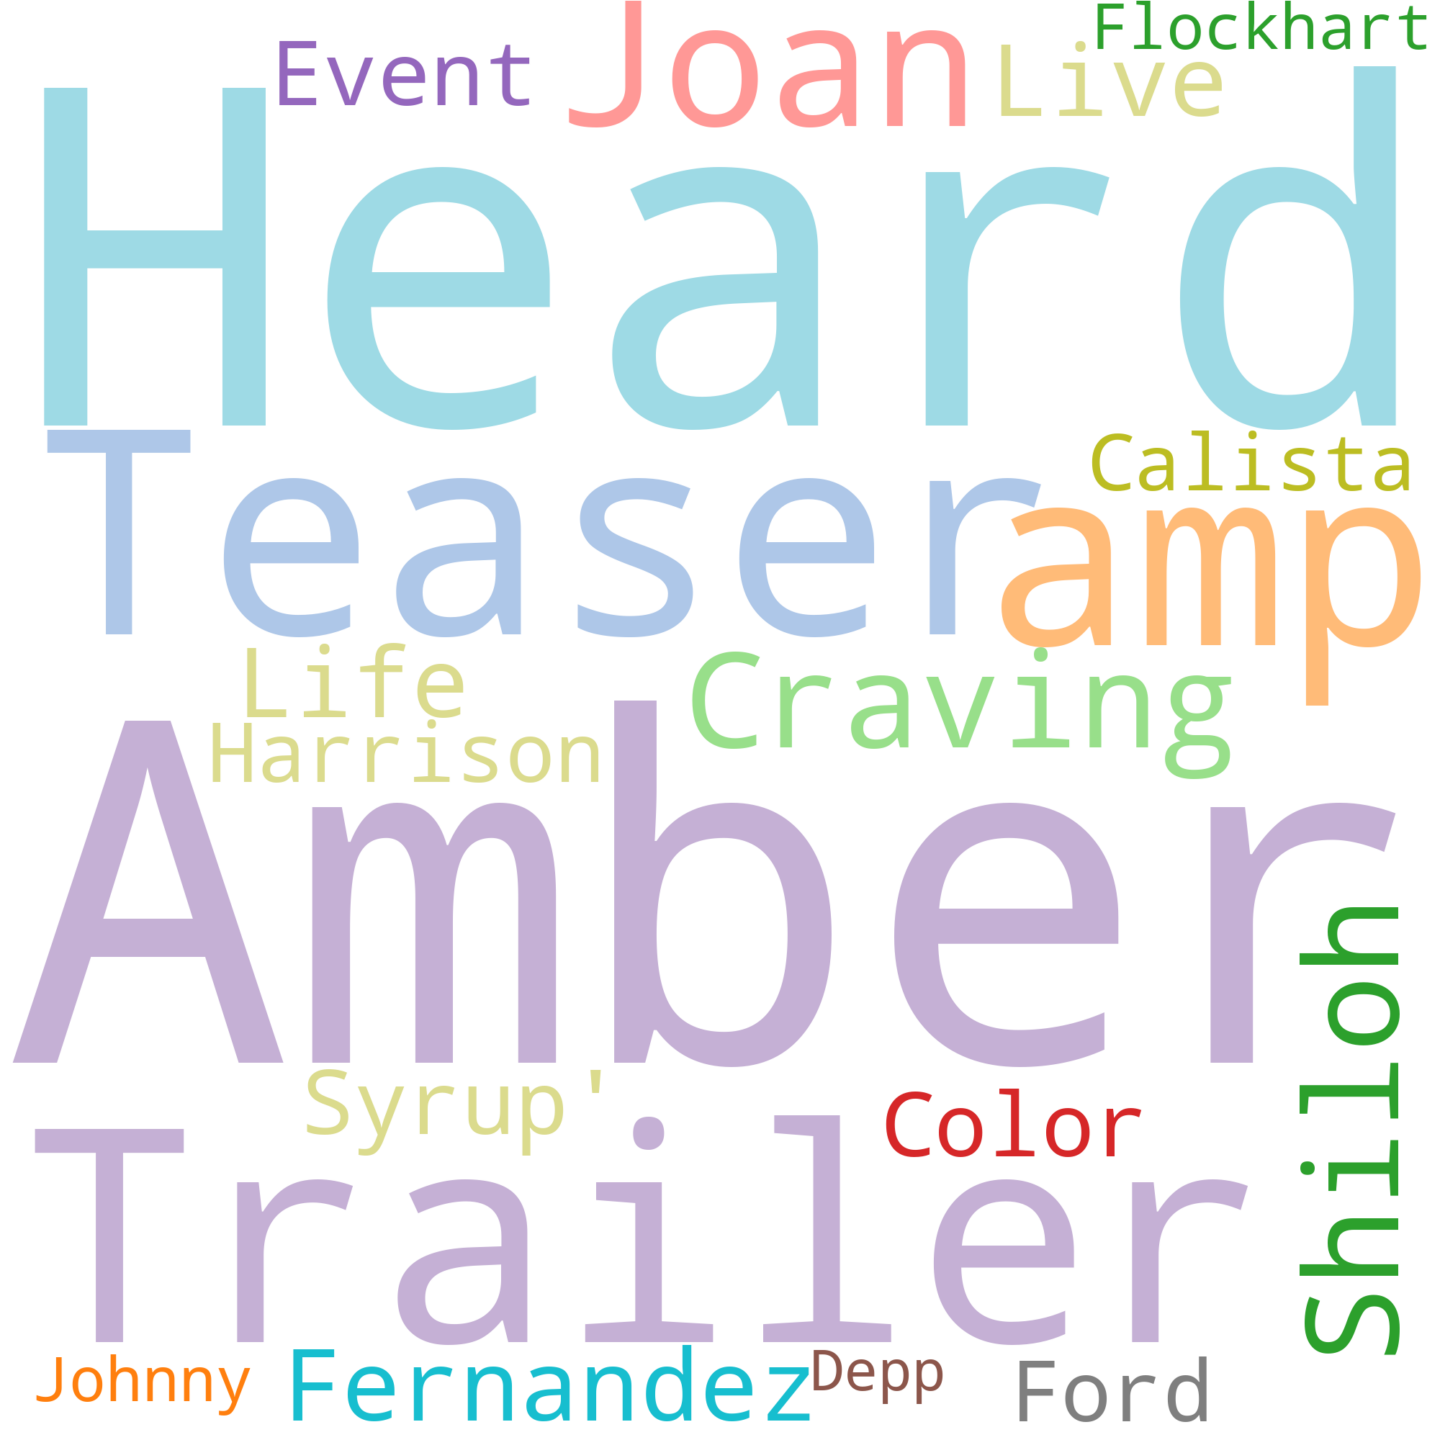 Flockhart
Event Joan Live
Heard
Teaser
Calista
amp
Life Craving
Harrison
Amber
Shiloh
Syrup' Color
Trailer
Johnny Fernandez Depp Ford